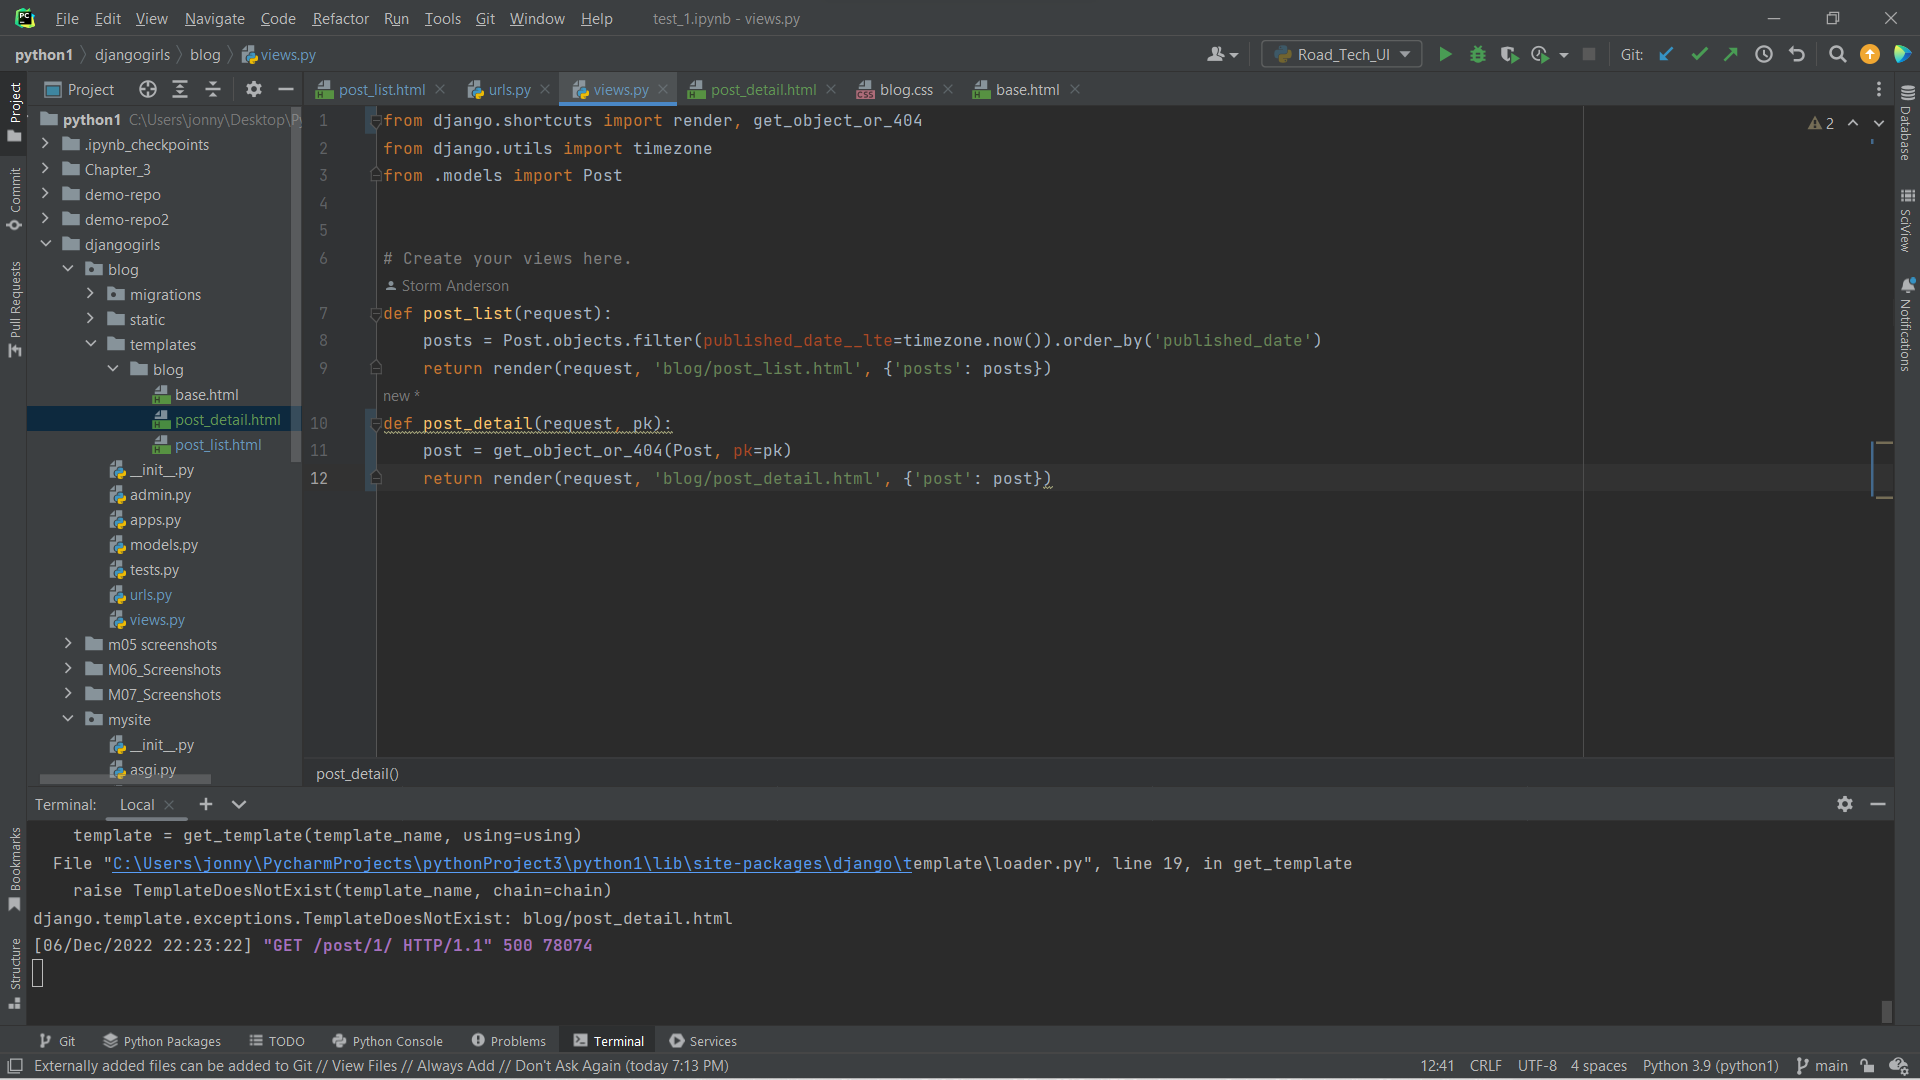 PC
File Edit View Navigate Code Refactor Run Tools Git Window Help test_1.ipynb - views.py
python1 djangogirls blog views.py Road_Tech_UI Git:
Project
post_list.html urls.py views.py post_detail.html blog.css base.html
Project
Commit
Pull Requests
Bookmarks
Structure
python1 C:\Users\jonny\Desktop\Py
.ipynb_checkpoints
Chapter_3
demo-repo
demo-repo2
djangogirls
blog
migrations
static
templates
blog
base.html
post_detail.html
post_list.html
__init__.py
admin.py
apps.py
models.py
tests.py
urls.py
views.py
m05 screenshots
M06_Screenshots
M07_Screenshots
mysite
__init__.py
asgi.py
1 from django.shortcuts import render, get_object_or_404
2 from django.utils import timezone
3 from .models import Post
4
5
6 # Create your views here.
Storm Anderson
7 def post_list(request):
8 posts = Post.objects.filter(published_date__lte=timezone.now()).order_by('published_date')
9 return render(request, 'blog/post_list.html', {'posts': posts})
new *
10 def post_detail(request, pk):
11 post = get_object_or_404(Post, pk=pk)
12 return render(request, 'blog/post_detail.html', {'post': post})
2
Database
SciView
Notifications
post_detail()
Terminal: Local
template = get_template(template_name, using=using)
File "C:\Users\jonny\PycharmProjects\pythonProject3\python1\lib\site-packages\django\template\loader.py", line 19, in get_template
raise TemplateDoesNotExist(template_name, chain=chain)
django.template.exceptions.TemplateDoesNotExist: blog/post_detail.html
[06/Dec/2022 22:23:22] "GET /post/1/ HTTP/1.1" 500 78074
Git Python Packages TODO Python Console Problems Terminal Services
Externally added files can be added to Git // View Files // Always Add // Don't Ask Again (today 7:13 PM) 12:41 CRLF UTF-8 4 spaces Python 3.9 (python1) main